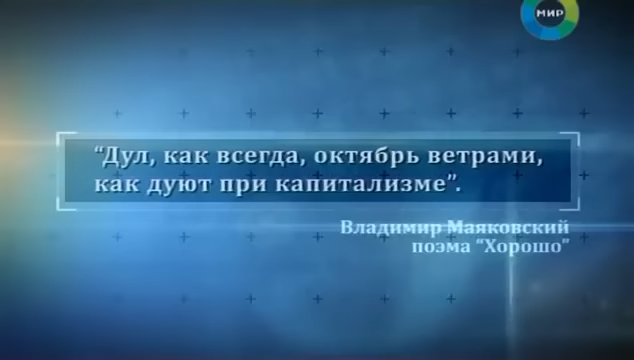 МИР
“Дул, как всегда, октябрь ветрами,
как дуют при капитализме”.
Владимир Маяковский
поэма “Хорошо”